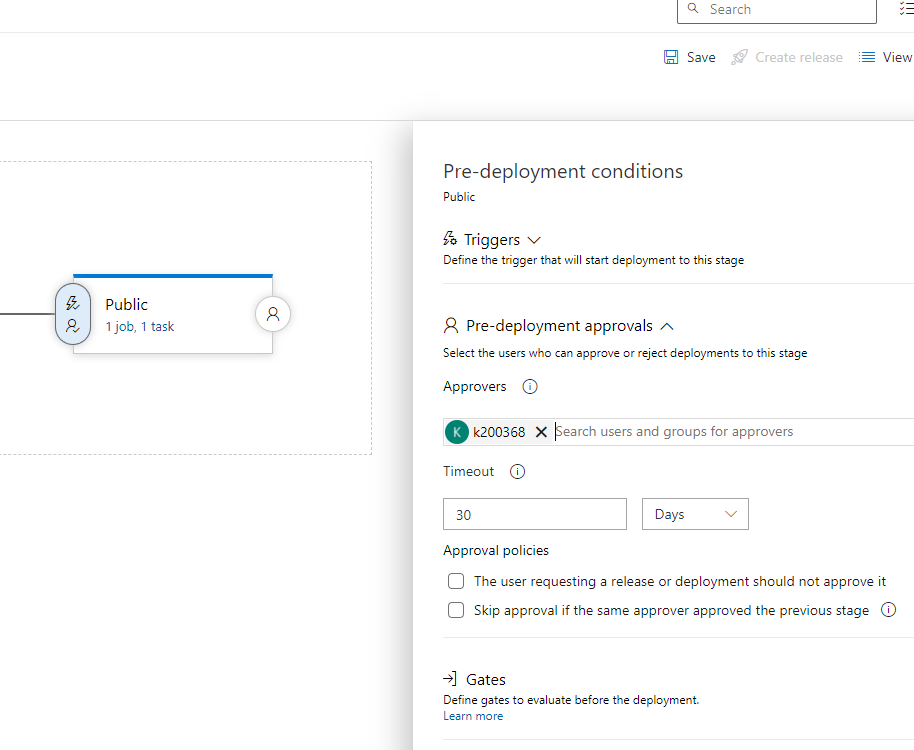 Search
Save
Create release
View
Pre-deployment conditions
Public
Triggers
Define the trigger that will start deployment to this stage
Public
1 job, 1 task
Pre-deployment approvals
Select the users who can approve or reject deployments to this stage
Approvers
K k200368 Search users and groups for approvers
Timeout
30 Days
Approval policies
The user requesting a release or deployment should not approve it
Skip approval if the same approver approved the previous stage
Gates
Define gates to evaluate before the deployment.
Learn more